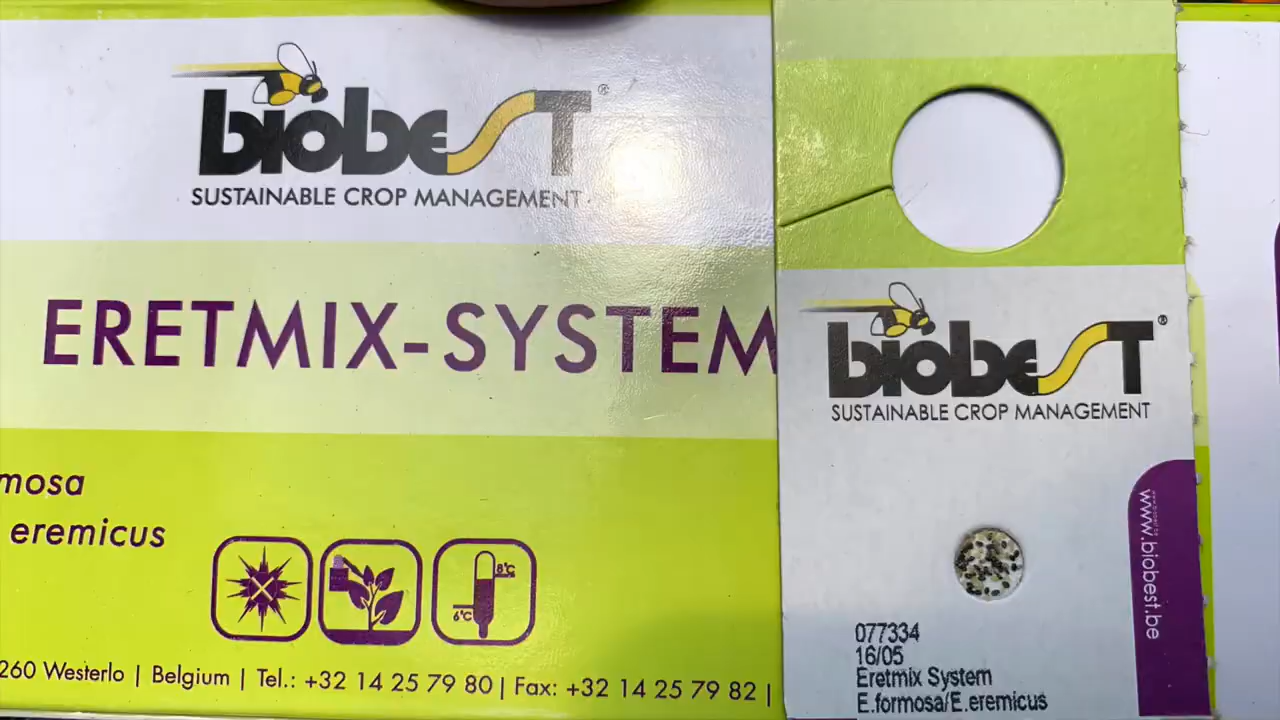 biobest®
SUSTAINABLE CROP MANAGEMENT
ERETMIX-SYSTEM
mosa
eremicus
8°C
6°C
260 Westerlo | Belgium | Tel.: +32 14 25 79 80 | Fax: +32 14 25 79 82 |
biobest®
SUSTAINABLE CROP MANAGEMENT
www.biobest.be
077334
16/05
Eretmix System
E.formosa/E.eremicus